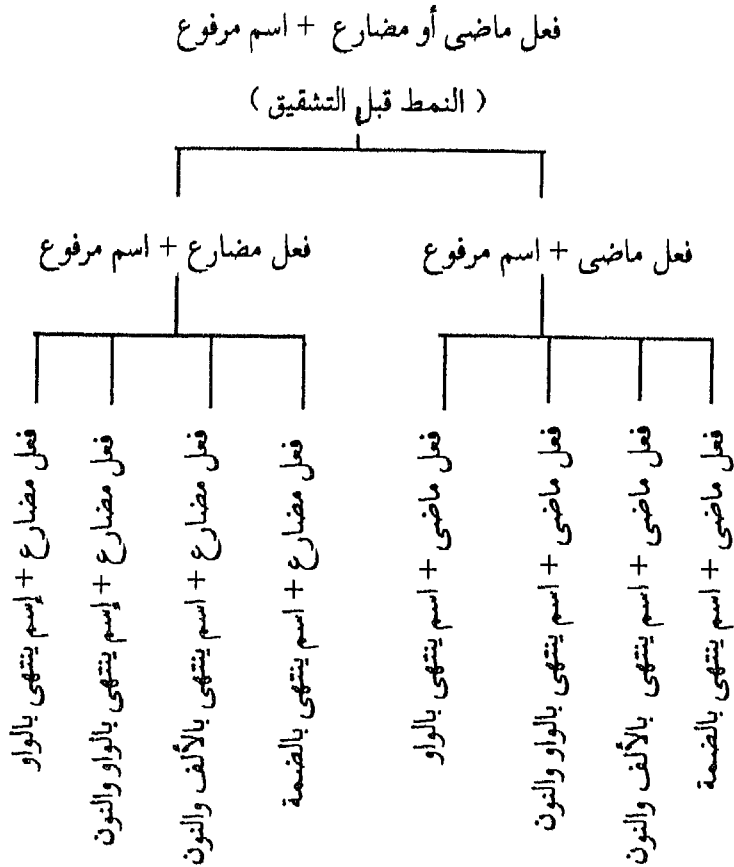 فعل ماضى أو مضارع + اسم مرفوع
( النمط قبل التشقيق )
فعل ماضى + اسم مرفوع
فعل مضارع + اسم مرفوع
فعل ماضى + اسم ينتهى بالضمة
فعل ماضى + اسم ينتهى بالألف والنون
فعل ماضى + اسم ينتهى بالواو والنون
فعل ماضى + اسم ينتهى بالواو
فعل مضارع + اسم ينتهى بالضمة
فعل مضارع + اسم ينتهى بالألف والنون
فعل مضارع + إسم ينتهى بالواو والنون
فعل مضارع + إسم ينتهى بالواو